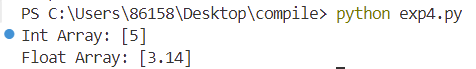 PS C:\Users\86158\Desktop\compile> python exp4.py
Int Array: [5]
Float Array: [3.14]